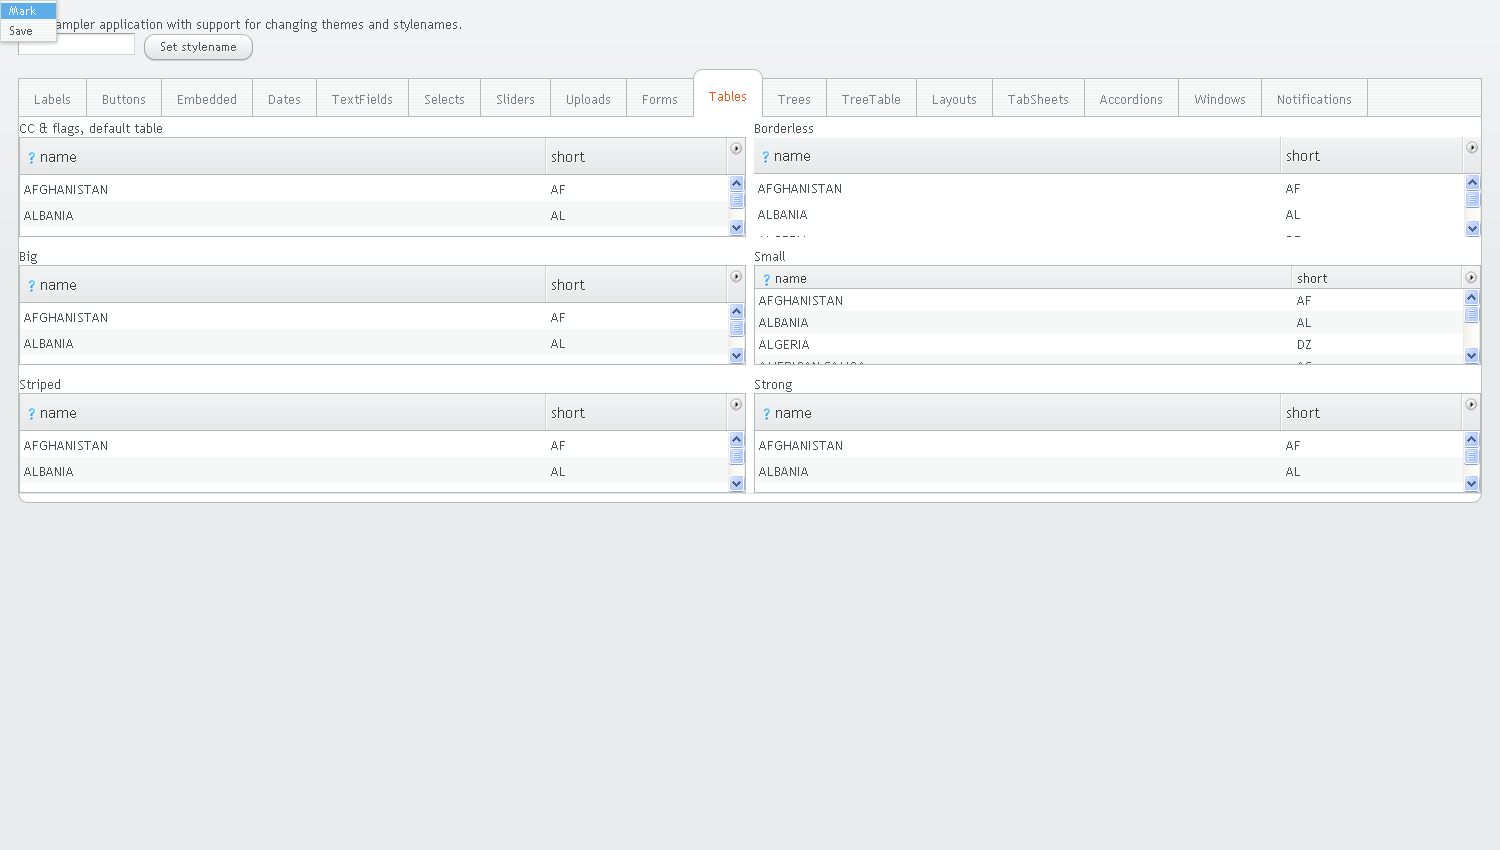 Mark
Save
ampler application with support for changing themes and stylenames.
Set stylename
Labels Buttons Embedded Dates TextFields Selects Sliders Uploads Forms Tables Trees TreeTable Layouts TabSheets Accordions Windows Notifications
CC & flags, default table
? name short
AFGHANISTAN AF
ALBANIA AL
Borderless
? name short
AFGHANISTAN AF
ALBANIA AL
Big
? name short
AFGHANISTAN AF
ALBANIA AL
Small
? name short
AFGHANISTAN AF
ALBANIA AL
ALGERIA DZ
Striped
? name short
AFGHANISTAN AF
ALBANIA AL
Strong
? name short
AFGHANISTAN AF
ALBANIA AL